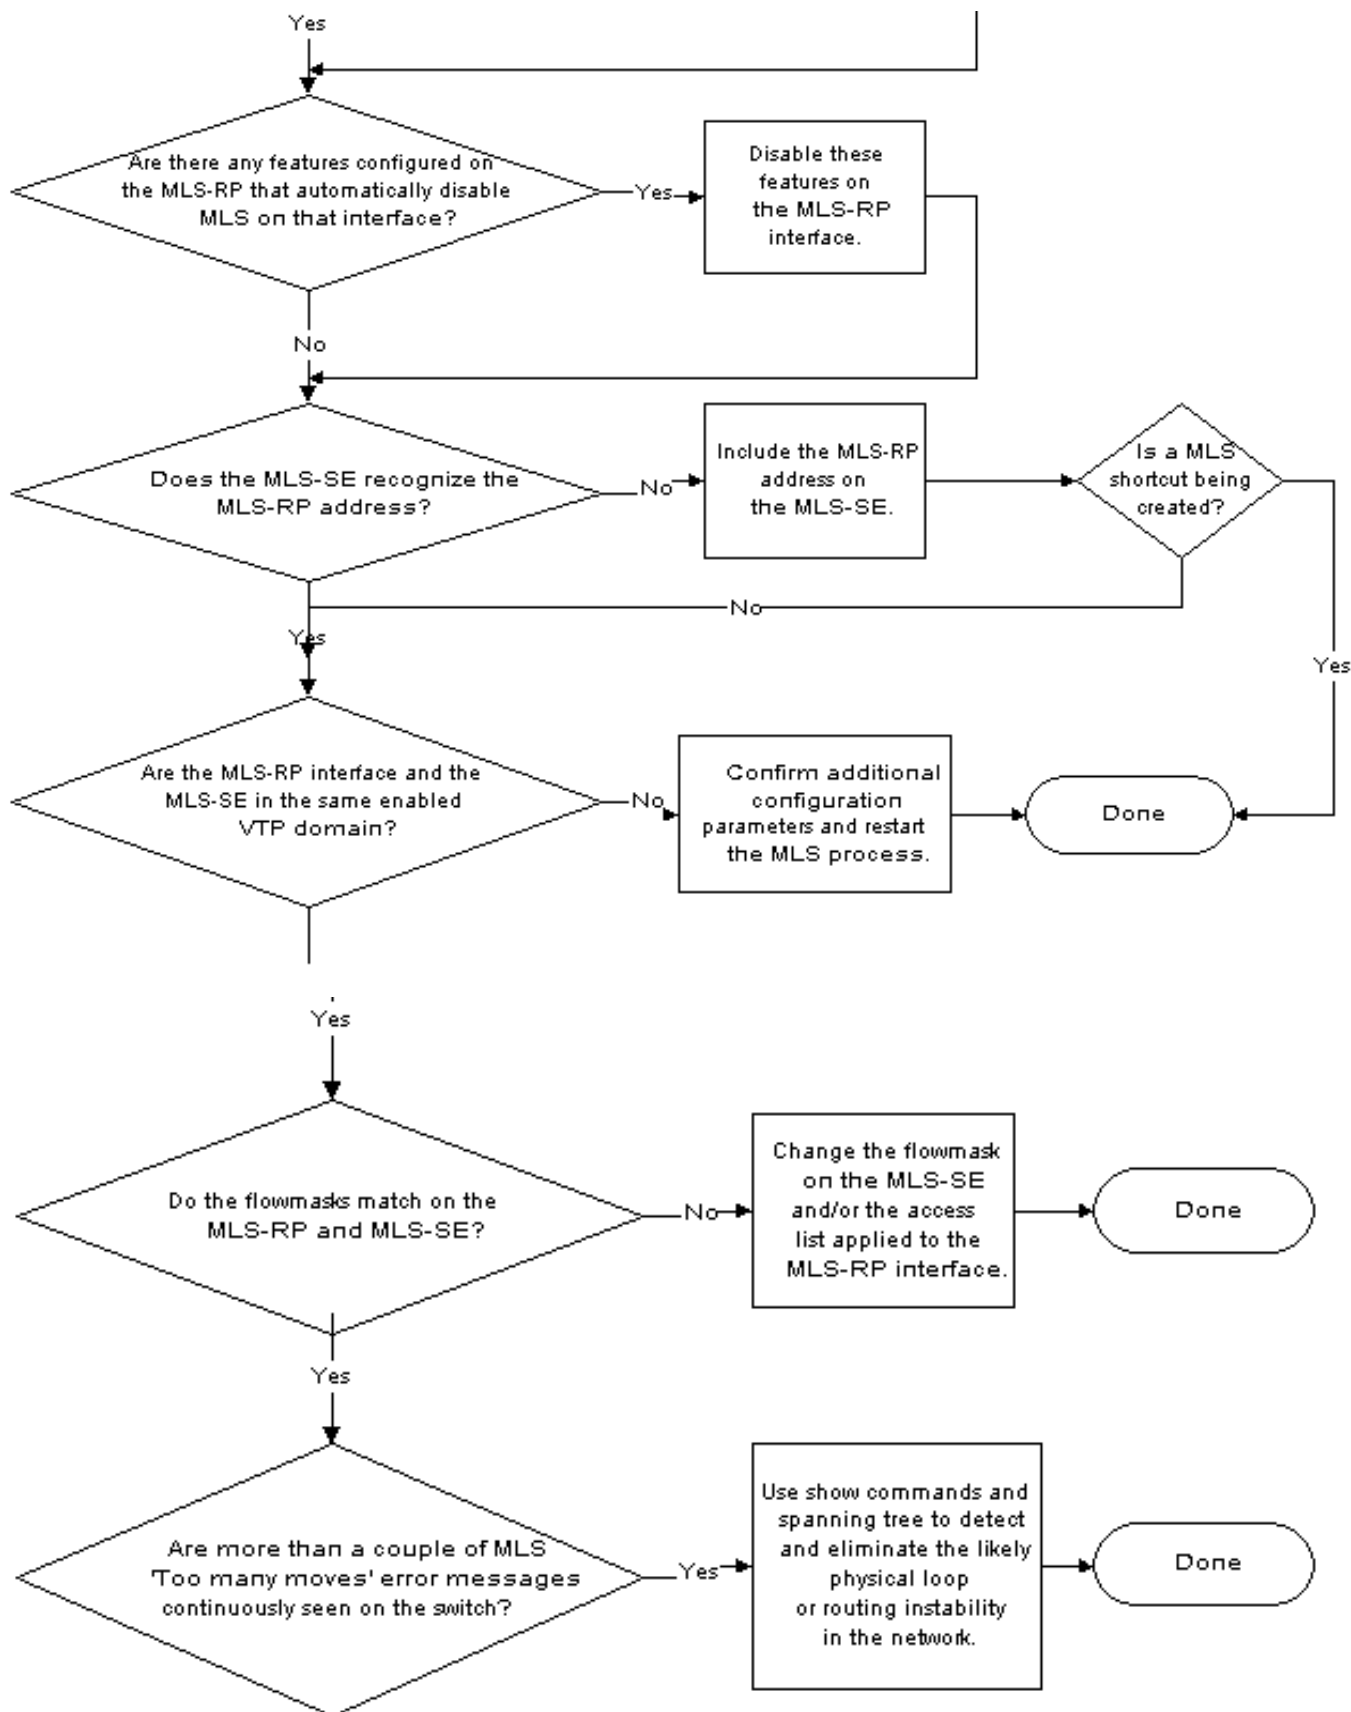 Yes
Are there any features configured on
the MLS-RP that automatically disable
MLS on that interface?
Yes
Disable these
features on
the MLS-RP
interface.
No
Does the MLS-SE recognize the
MLS-RP address?
No
Include the MLS-RP
address on
the MLS-SE.
Is a MLS
shortcut being
created?
No
Yes
Yes
Are the MLS-RP interface and the
MLS-SE in the same enabled
VTP domain?
No
Confirm additional
configuration
parameters and restart
the MLS process.
Done
Yes
Do the flowmasks match on the
MLS-RP and MLS-SE?
No
Change the flowmask
on the MLS-SE
and/or the access
list applied to the
MLS-RP interface.
Done
Yes
Are more than a couple of MLS
'Too many moves' error messages
continuously seen on the switch?
Yes
Use show commands and
spanning tree to detect
and eliminate the likely
physical loop
or routing instability
in the network.
Done